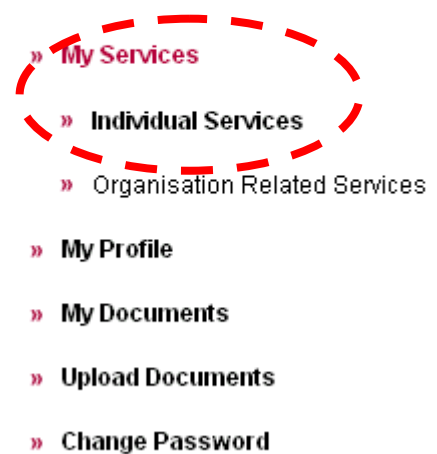 » My Services
» Individual Services
» Organisation Related Services
» My Profile
» My Documents
» Upload Documents
» Change Password